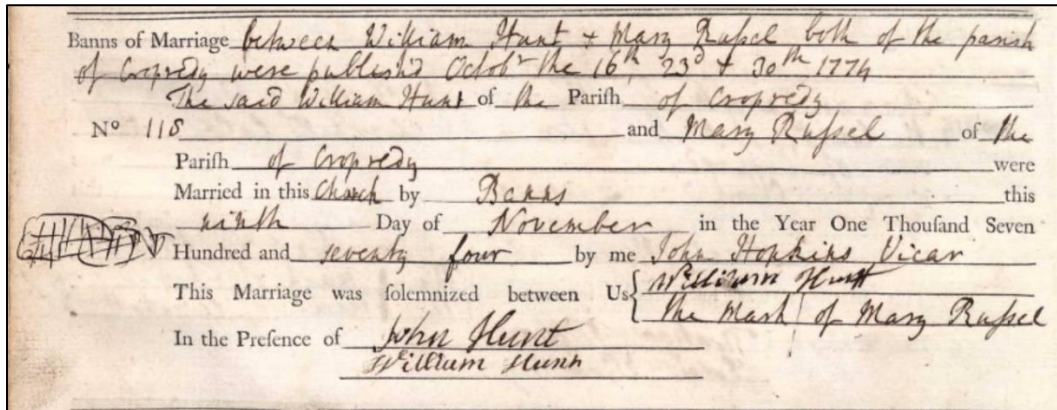 Banns of Marriage between William Hunt + Mary Ruſsel both of the parish
of Cropredy were publish'd Octobr the 16th, 23d + 30th 1774
The said William Hunt of the Pariſh of Cropredy
No 118 and Mary Ruſsel of the
Pariſh of Cropredy were
Married in this Church by Banns this
ninth Day of November in the Year One Thouſand Seven
Hundred and seventy four by me John Hopkins Vicar
This Marriage was ſolemnized between Us { William Hunt
the Mark of Mary Ruſsel
In the Preſence of John Hunt
William Hunt